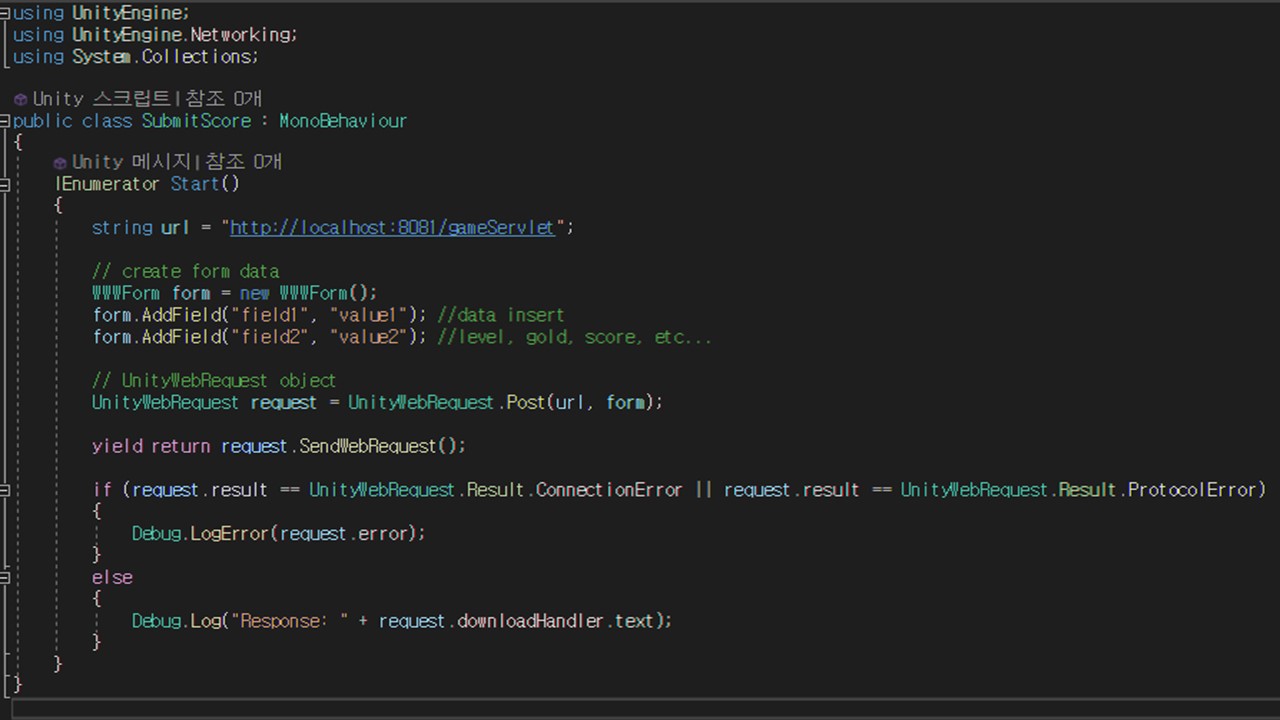 using UnityEngine;
using UnityEngine.Networking;
using System.Collections;
Unity 스크립트|참조 0개
public class SubmitScore : MonoBehaviour
{
Unity 메시지|참조 0개
IEnumerator Start()
{
string url = "http://localhost:8081/gameServlet";
// create form data
WWWForm form = new WWWForm();
form.AddField("field1", "value1"); //data insert
form.AddField("field2", "value2"); //level, gold, score, etc...
// UnityWebRequest object
UnityWebRequest request = UnityWebRequest.Post(url, form);
yield return request.SendWebRequest();
if (request.result == UnityWebRequest.Result.ConnectionError || request.result == UnityWebRequest.Result.ProtocolError)
{
Debug.LogError(request.error);
}
else
{
Debug.Log("Response: " + request.downloadHandler.text);
}
}
}